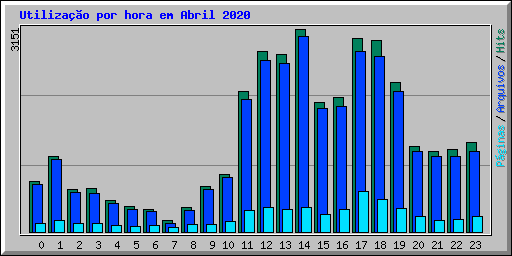 Utilização por hora em Abril 2020
3151
Páginas / Arquivos / Hits
0 1 2 3 4 5 6 7 8 9 10 11 12 13 14 15 16 17 18 19 20 21 22 23